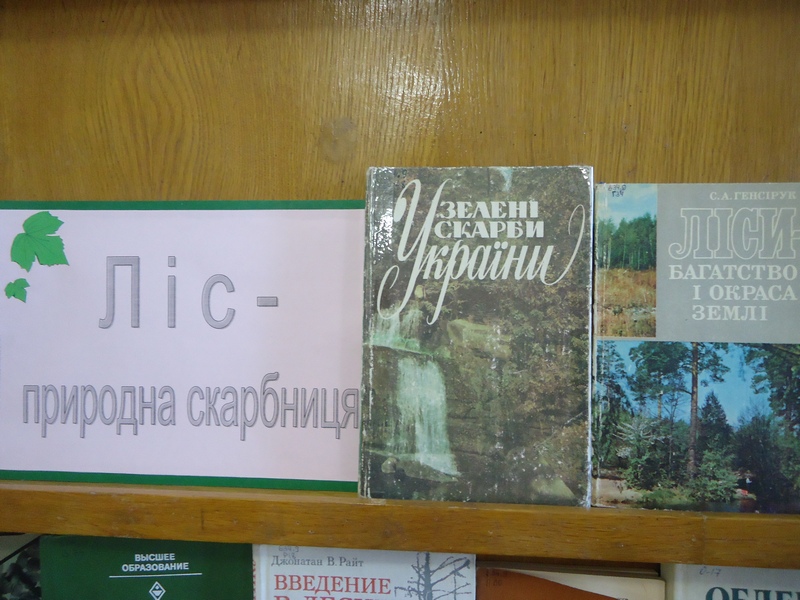 Ліс-
природна скарбниця
ЗЕЛЕНІ
СКАРБИ
України
С.А.ГЕНСІРУК
ЛІСИ-
БАГАТСТВО
І ОКРАСА
ЗЕМЛІ
ВЫСШЕЕ
ОБРАЗОВАНИЕ
Джонатан В. Райт
ВВЕДЕНИЕ